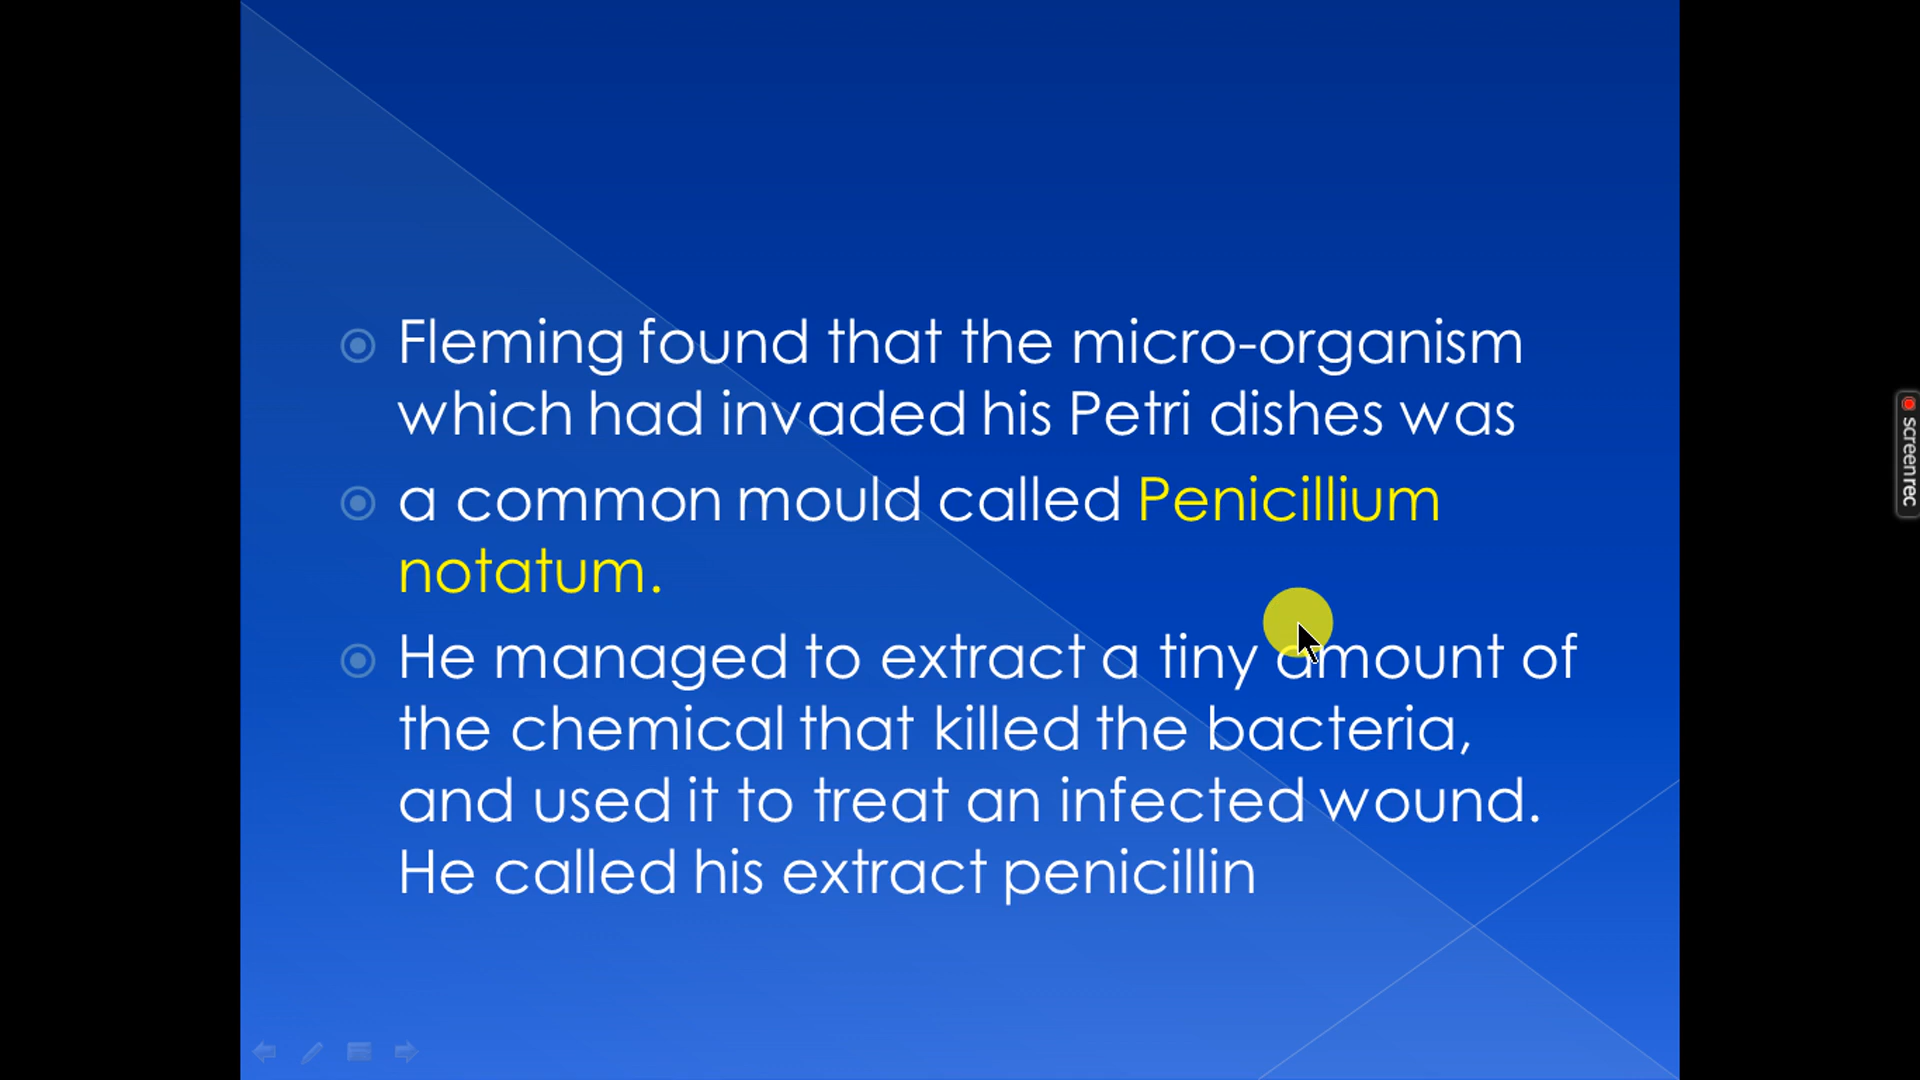 Fleming found that the micro-organism
which had invaded his Petri dishes was
a common mould called Penicillium
notatum.
He managed to extract a tiny amount of
the chemical that killed the bacteria,
and used it to treat an infected wound.
He called his extract penicillin
screenrec